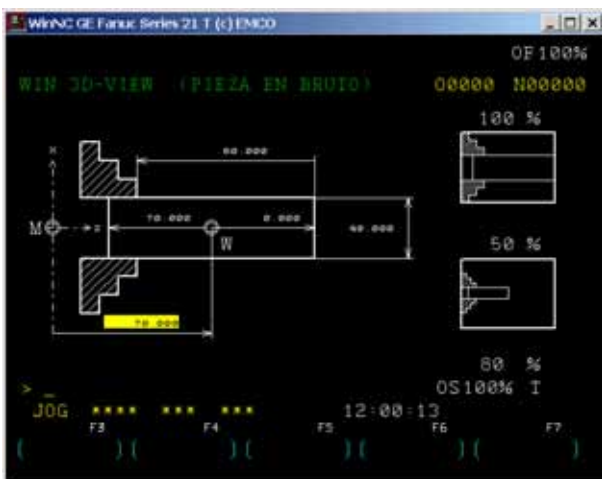 WinNC GE Fanuc Series 21 T (c) EMCO
OF100%
WIN 3D-VIEW (PIEZA EN BRUTO) O0000 N00000
100 %
60.000
M
70.000 0.000
40.000
W
50 %
70.000
80 %
> _
OS100% T
JOG **** *** *** 12:00:13
F3 F4 F5 F6 F7
( )( )( )( )( )